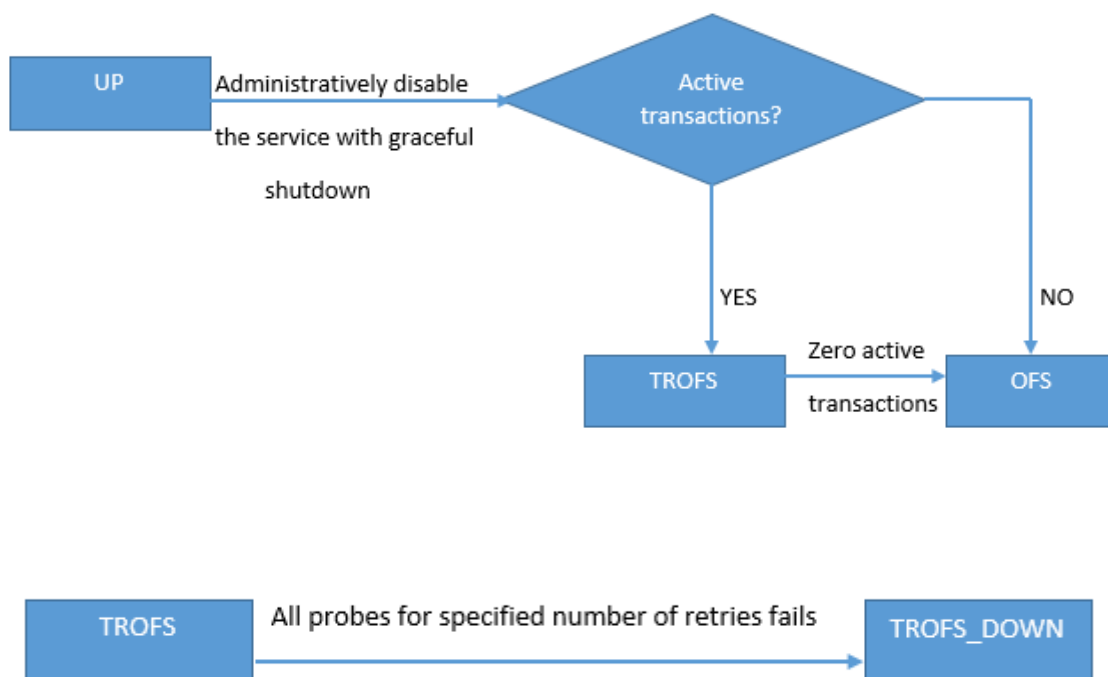 UP
Administratively disable
the service with graceful
shutdown
Active
transactions?
YES
NO
TROFS
Zero active
transactions
OFS
TROFS
All probes for specified number of retries fails
TROFS_DOWN